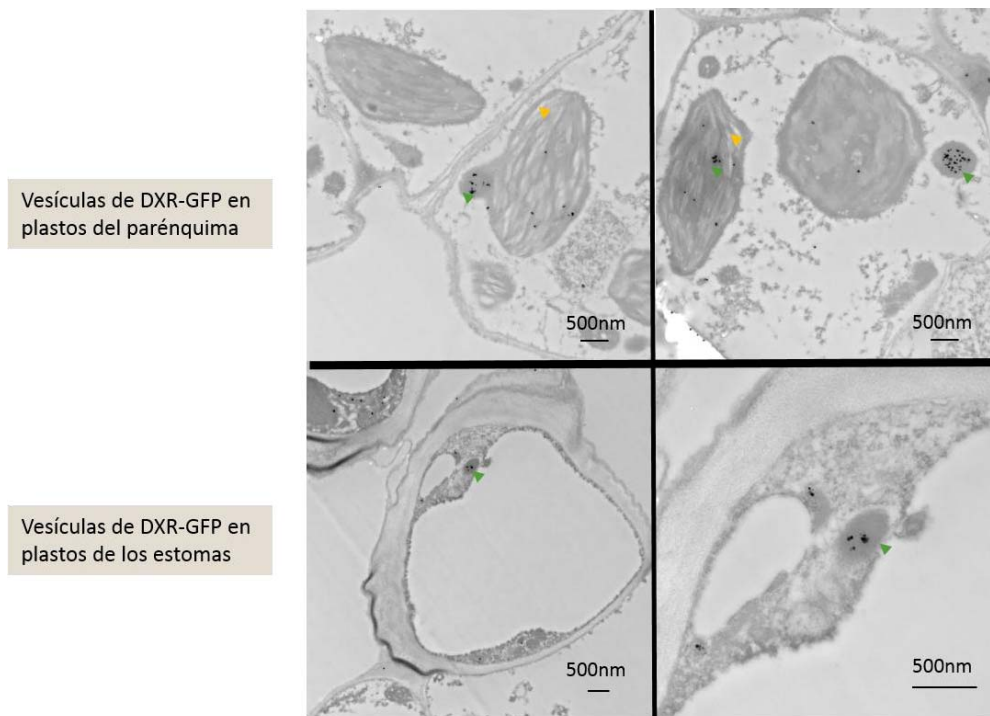 Vesículas de DXR-GFP en
plastos del parénquima
500nm
500nm
Vesículas de DXR-GFP en
plastos de los estomas
500nm
500nm